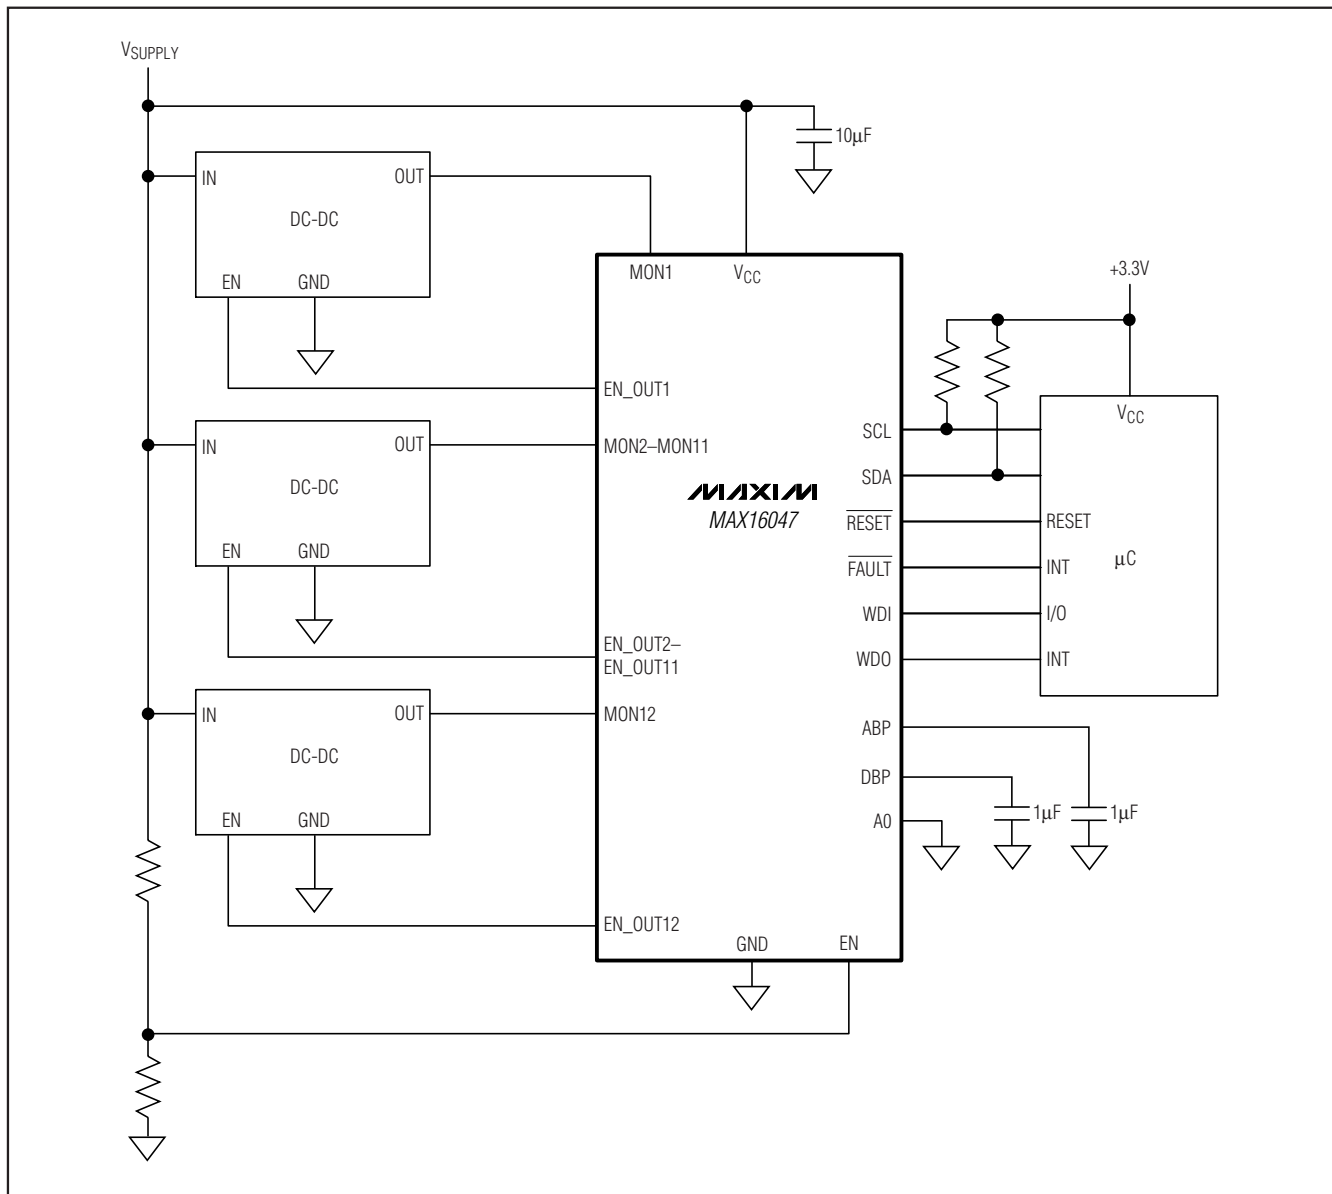 VSUPPLY
10μF
IN
OUT
DC-DC
EN
GND
MON1
VCC
+3.3V
EN_OUT1
VCC
IN
OUT
DC-DC
EN
GND
MON2–MON11
MAXIM
MAX16047
SCL
SDA
RESET
RESET
FAULT
INT
μC
WDI
I/O
WDO
INT
EN_OUT2–
EN_OUT11
IN
OUT
DC-DC
EN
GND
MON12
ABP
DBP
1μF
1μF
A0
EN_OUT12
GND
EN